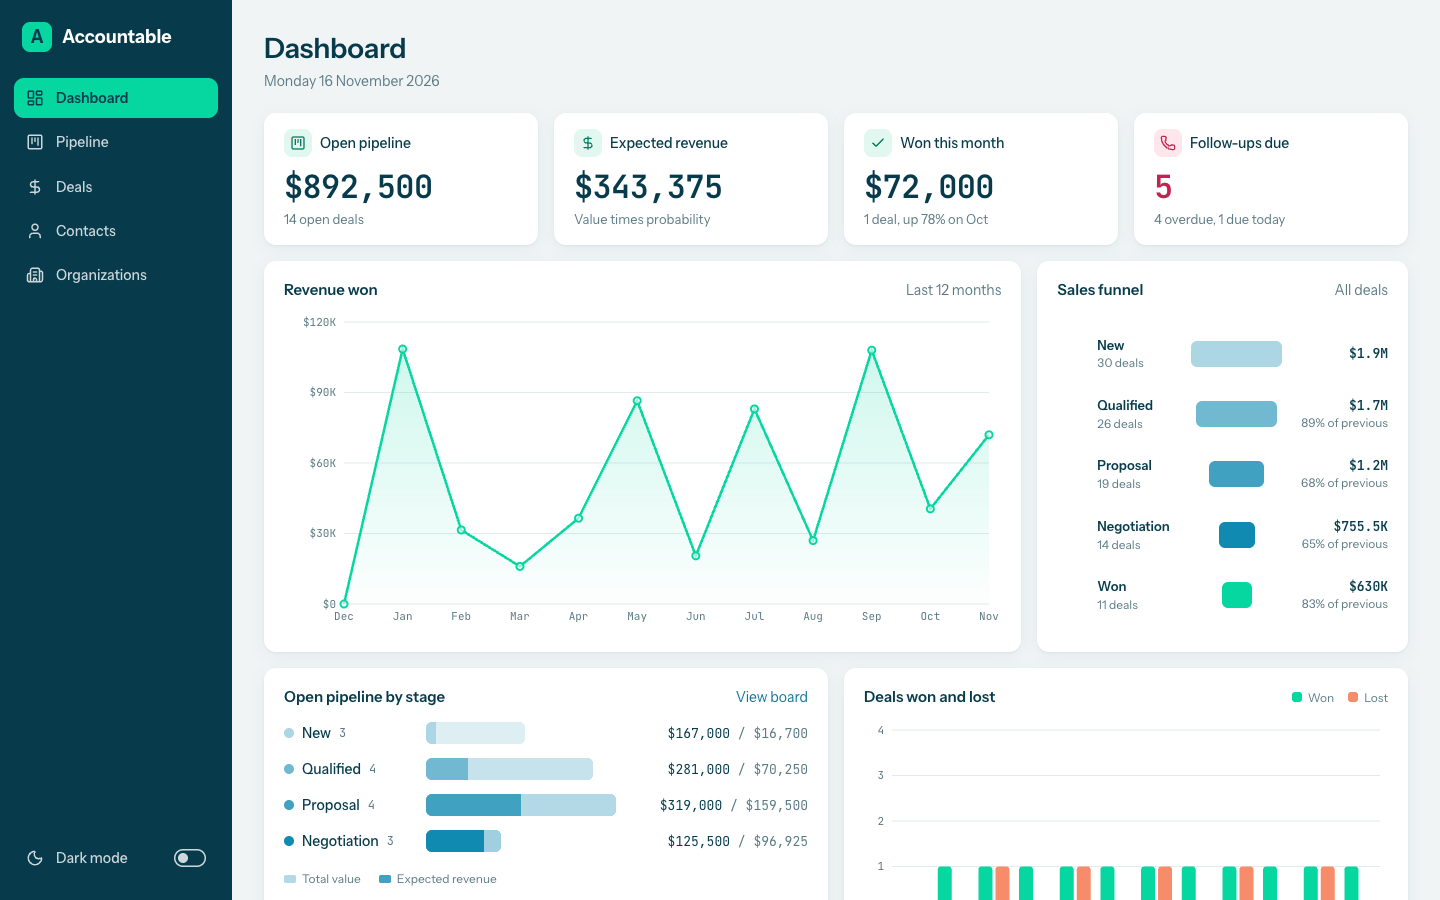 A Accountable
Dashboard
Pipeline
Deals
Contacts
Organizations
Dark mode
Dashboard
Monday 16 November 2026
Open pipeline
$892,500
14 open deals
Expected revenue
$343,375
Value times probability
Won this month
$72,000
1 deal, up 78% on Oct
Follow-ups due
5
4 overdue, 1 due today
Revenue won Last 12 months
$120K
$90K
$60K
$30K
$0
Dec Jan Feb Mar Apr May Jun Jul Aug Sep Oct Nov
Sales funnel All deals
New $1.9M
30 deals
Qualified $1.7M
26 deals 89% of previous
Proposal $1.2M
19 deals 68% of previous
Negotiation $755.5K
14 deals 65% of previous
Won $630K
11 deals 83% of previous
Open pipeline by stage View board
New 3 $167,000 / $16,700
Qualified 4 $281,000 / $70,250
Proposal 4 $319,000 / $159,500
Negotiation 3 $125,500 / $96,925
Total value Expected revenue
Deals won and lost Won Lost
4
3
2
1